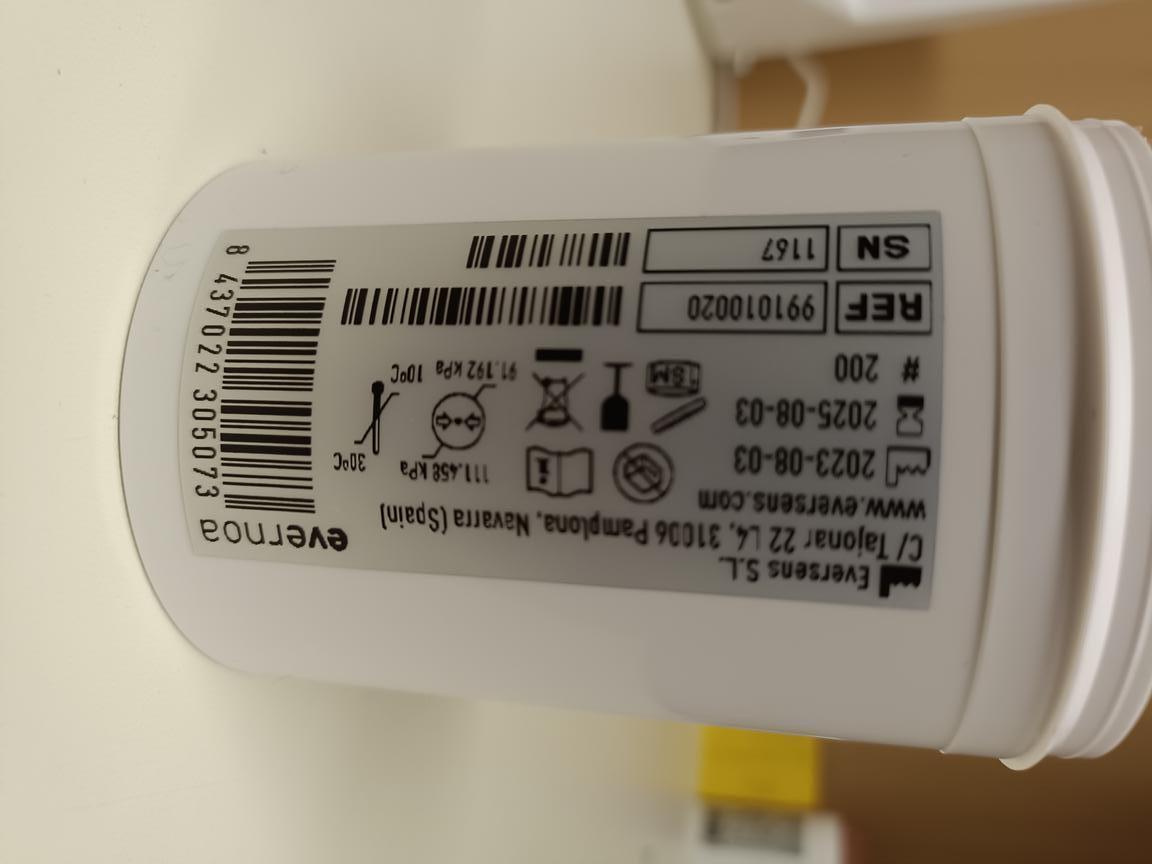 Eversens S.L.
C/ Tajonar 22 L4, 31006 Pamplona, Navarra (Spain)
www.eversens.com
evernoa
2023-08-03
2025-08-03
# 200
111.458 kPa
91.192 kPa
30ºC
10ºC
REF 991010020
SN 1167
8 437022 305073